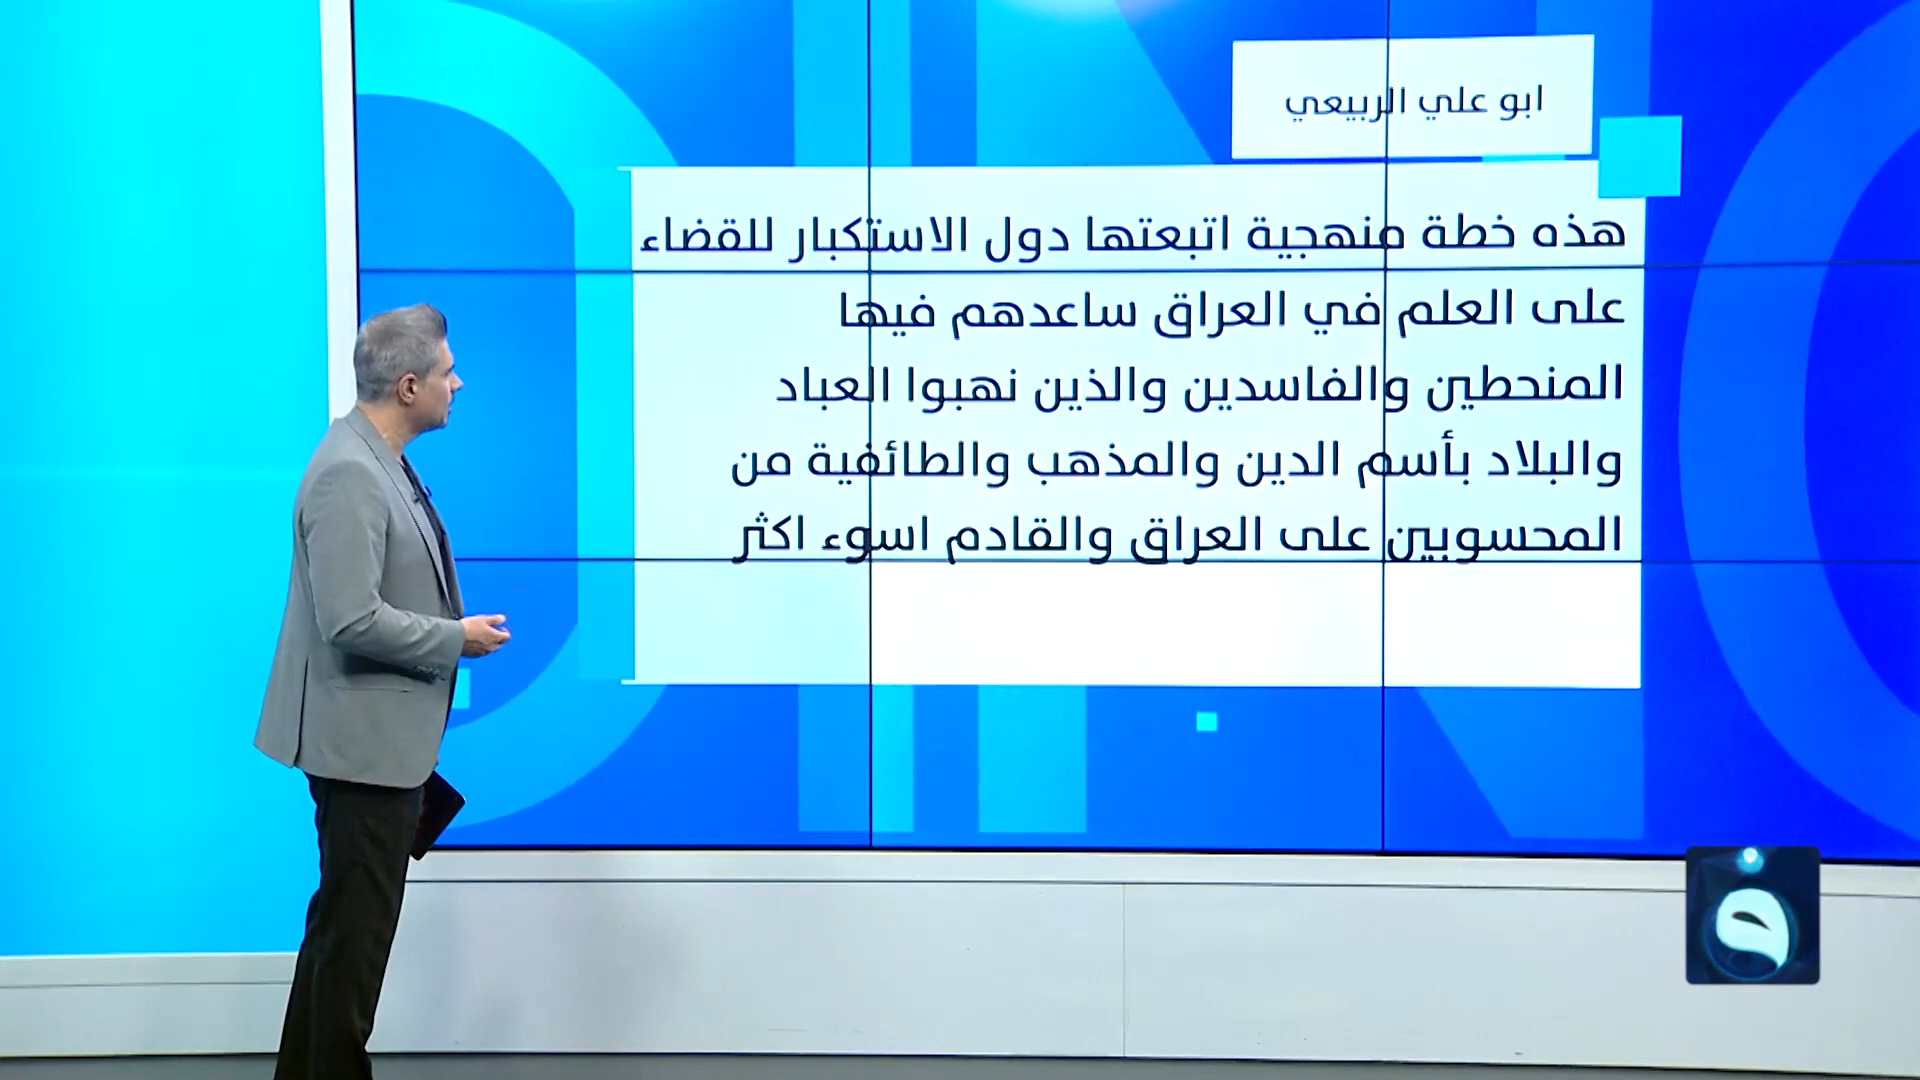 ابو علي الربيعي
هذه خطة منهجية اتبعتها دول الاستكبار للقضاء
على العلم في العراق ساعدهم فيها
المنحطين والفاسدين والذين نهبوا العباد
والبلاد بأسم الدين والمذهب والطائفية من
المحسوبين على العراق والقادم اسوء اكثر